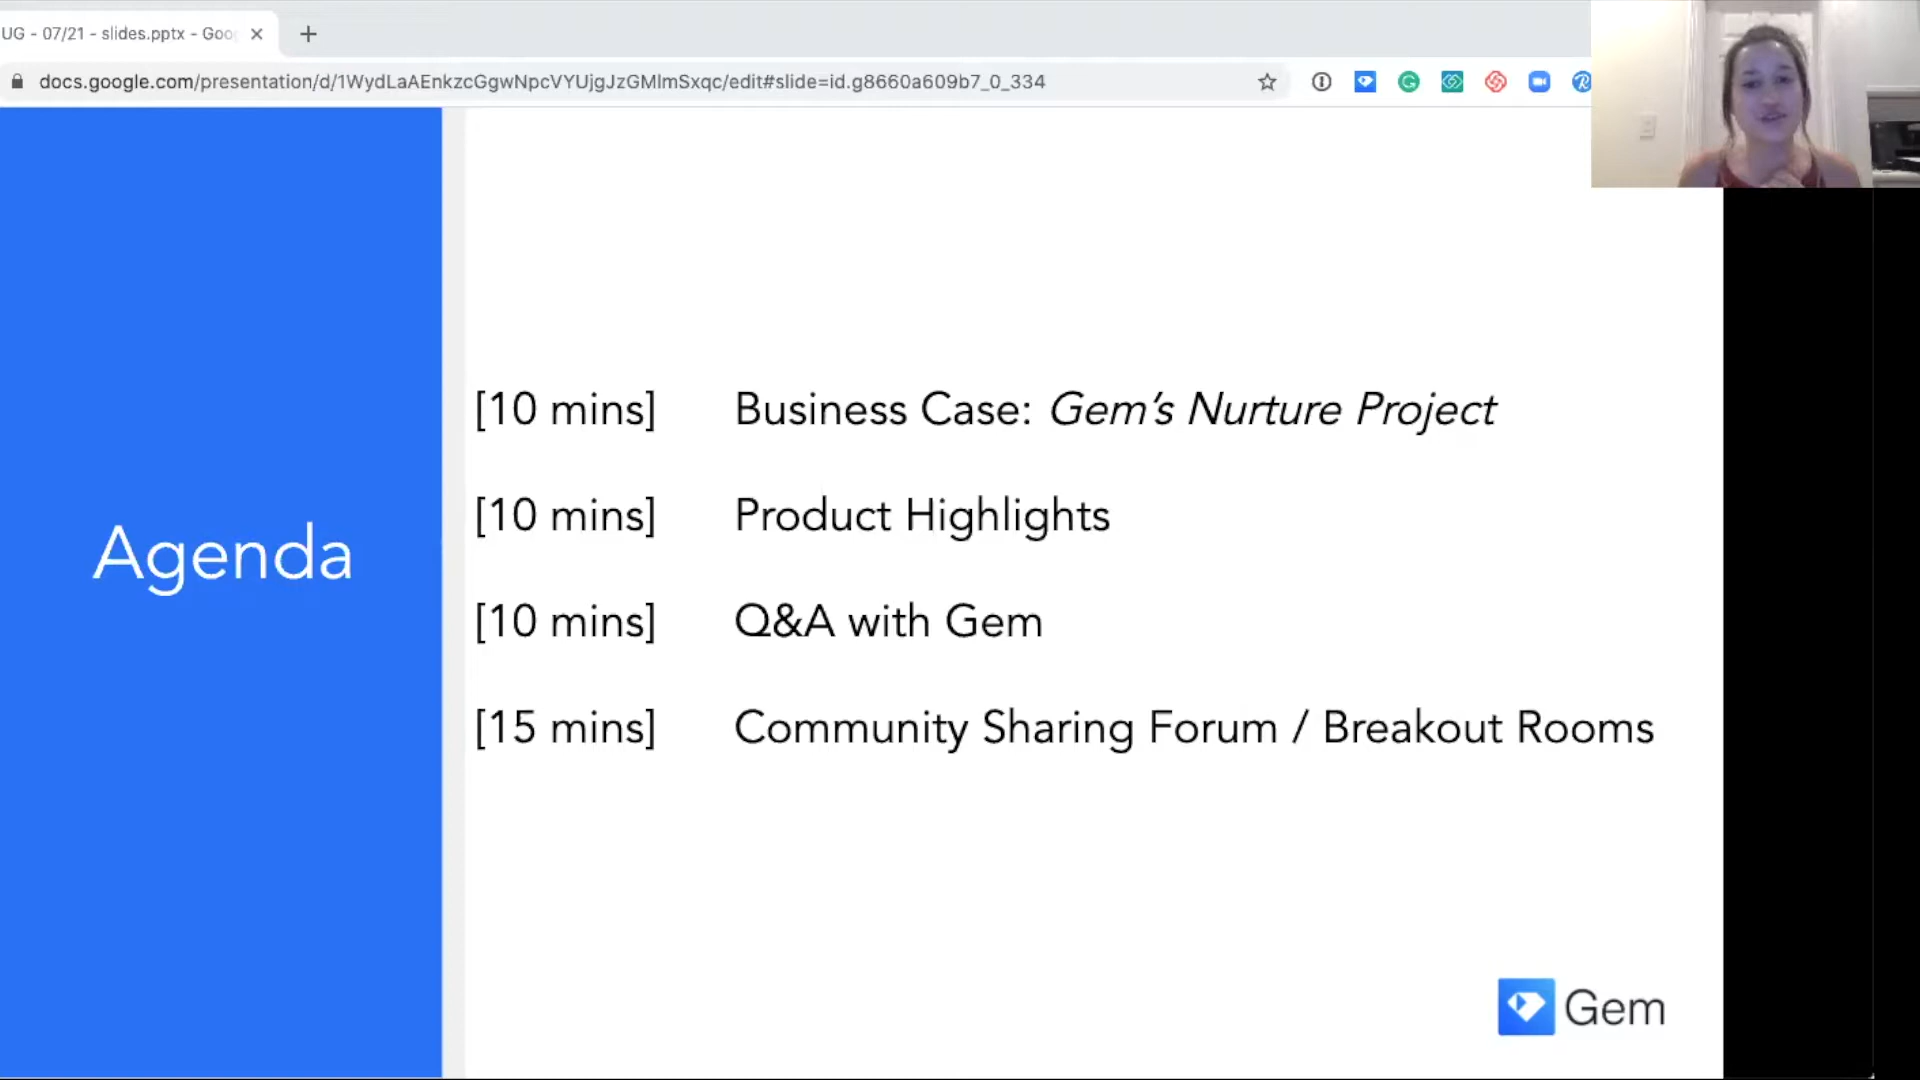 UG - 07/21 - slides.pptx - Goo
docs.google.com/presentation/d/1WydLaAEnkzcGgwNpcVYUjgJzGMlmSxqc/edit#slide=id.g8660a609b7_0_334
Agenda
[10 mins] Business Case: Gem’s Nurture Project
[10 mins] Product Highlights
[10 mins] Q&A with Gem
[15 mins] Community Sharing Forum / Breakout Rooms
Gem